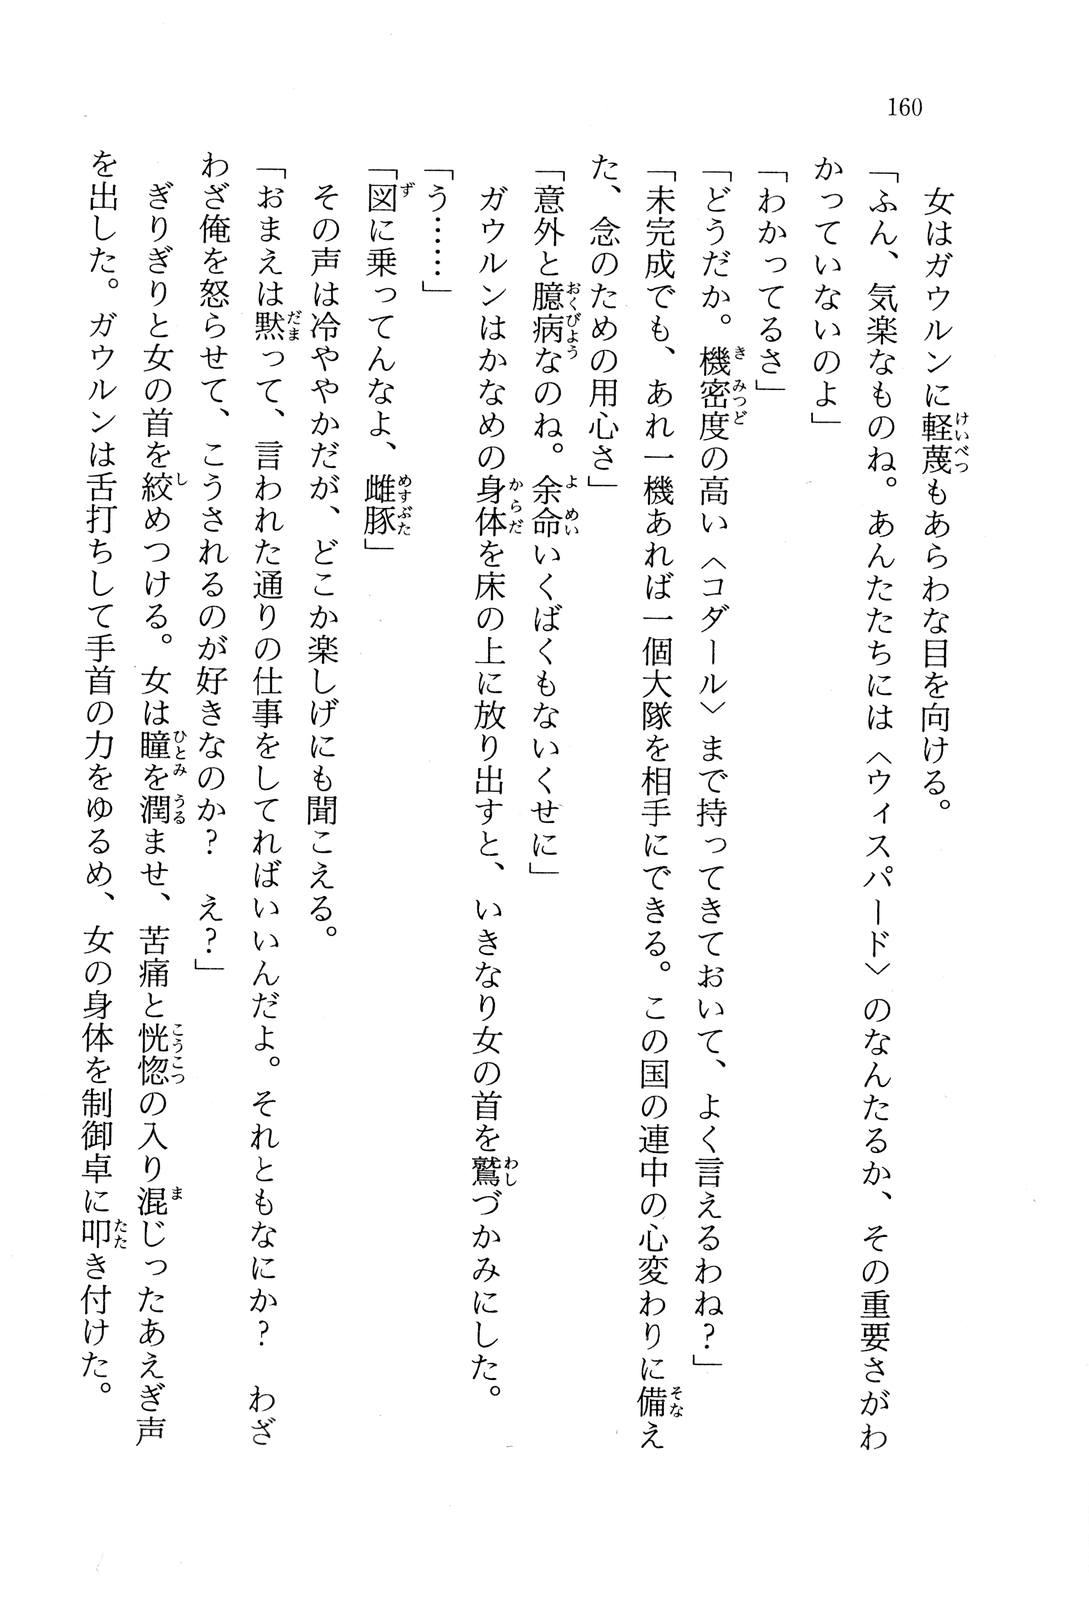 160
女はガウルンに軽蔑もあらわな目を向ける。
「ふん、気楽なものね。あんたたちには〈ウィスパード〉のなんたるか、その重要さがわ
かっていないのよ」
「わかってるさ」
「どうだか。機密度の高い〈コダール〉まで持ってきておいて、よく言えるわね?」
「未完成でも、あれ一機あれば一個大隊を相手にできる。この国の連中の心変わりに備え
た、念のための用心さ」
「意外と臆病なのね。余命いくばくもないくせに」
ガウルンはかなめの身体を床の上に放り出すと、いきなり女の首を鷲づかみにした。
「う……」
「図に乗ってんなよ、雌豚」
その声は冷ややかだが、どこか楽しげにも聞こえる。
「おまえは黙って、言われた通りの仕事をしてればいいんだよ。それともなにか? わざ
わざ俺を怒らせて、こうされるのが好きなのか? え?」
ぎりぎりと女の首を絞めつける。女は瞳を潤ませ、苦痛と恍惚の入り混じったあえぎ声
を出した。ガウルンは舌打ちして手首の力をゆるめ、女の身体を制御卓に叩き付けた。